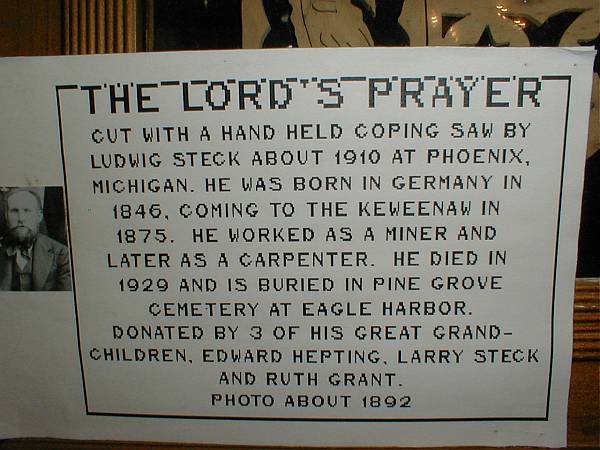 THE LORD'S PRAYER
CUT WITH A HAND HELD COPING SAW BY
LUDWIG STECK ABOUT 1910 AT PHOENIX,
MICHIGAN. HE WAS BORN IN GERMANY IN
1846, COMING TO THE KEWEENAW IN
1875. HE WORKED AS A MINER AND
LATER AS A CARPENTER. HE DIED IN
1929 AND IS BURIED IN PINE GROVE
CEMETERY AT EAGLE HARBOR.
DONATED BY 3 OF HIS GREAT GRAND-
CHILDREN, EDWARD HEPTING, LARRY STECK
AND RUTH GRANT.
PHOTO ABOUT 1892